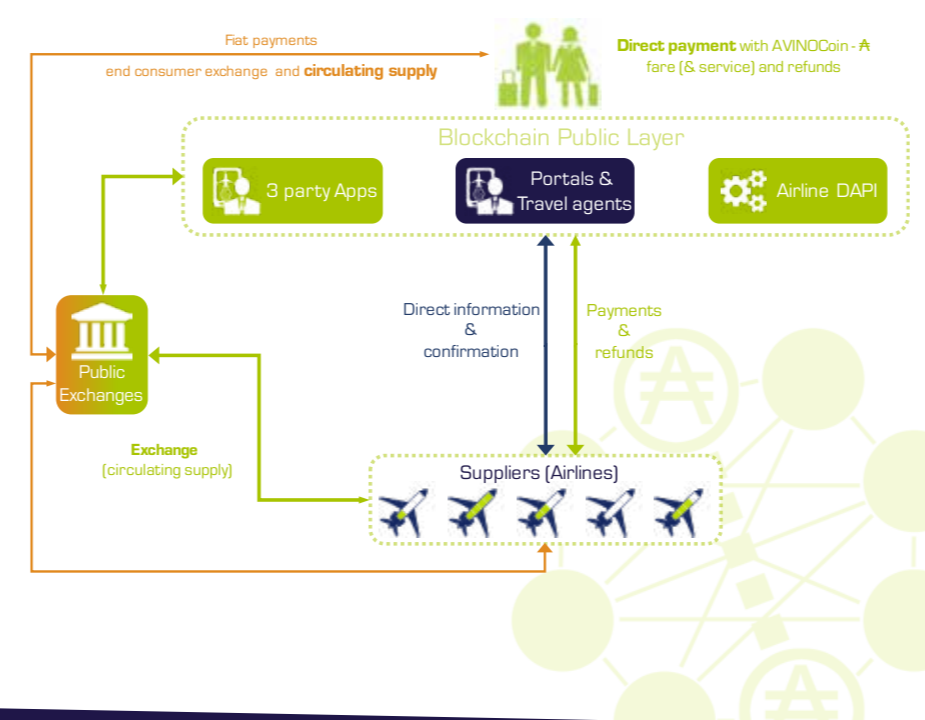 Fiat payments
end consumer exchange and circulating supply
Direct payment with AVINOCoin - ₳
fare (& service) and refunds
Blockchain Public Layer
3 party Apps
Portals &
Travel agents
Airline DAPI
Direct information
&
confirmation
Payments
&
refunds
Public
Exchanges
Exchange
(circulating supply)
Suppliers (Airlines)